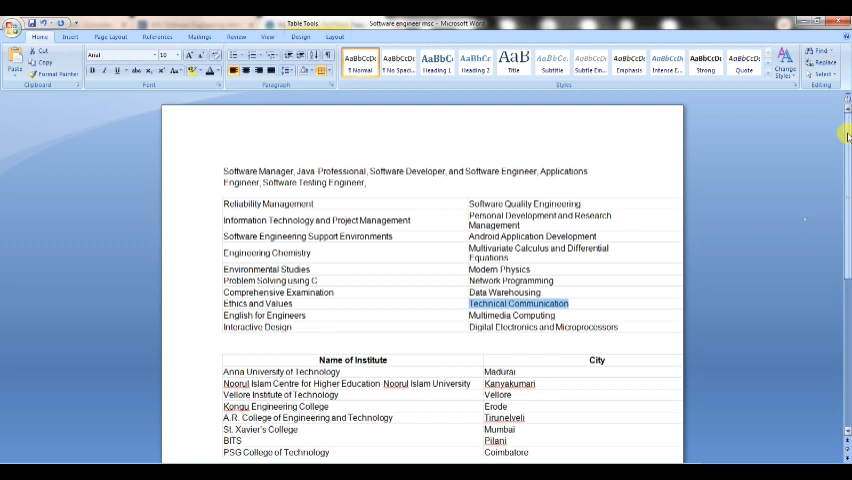 Table Tools
Software engineer msc - Microsoft Word
Home Insert Page Layout References Mailings Review View Design Layout
Paste
Cut
Copy
Format Painter
Clipboard
Arial 10
Font
Paragraph
AaBbCcDc AaBbCcDc AaBbC AaBbCc AaB AaBbCc. AaBbCc. AaBbCc. AaBbCc. AaBbCcDc AaBbCc.
¶ Normal ¶ No Spaci... Heading 1 Heading 2 Title Subtitle Subtle Em... Emphasis Intense E... Strong Quote
Change Styles
Styles
Find
Replace
Select
Editing
Software Manager, Java Professional, Software Developer, and Software Engineer, Applications
Engineer, Software Testing Engineer,
Reliability Management Software Quality Engineering
Information Technology and Project Management Personal Development and Research
Management
Software Engineering Support Environments Android Application Development
Engineering Chemistry Multivariate Calculus and Differential
Equations
Environmental Studies Modern Physics
Problem Solving using C Network Programming
Comprehensive Examination Data Warehousing
Ethics and Values Technical Communication
English for Engineers Multimedia Computing
Interactive Design Digital Electronics and Microprocessors
Name of Institute City
Anna University of Technology Madurai
Noorul Islam Centre for Higher Education Noorul Islam University Kanyakumari
Vellore Institute of Technology Vellore
Kongu Engineering College Erode
A.R. College of Engineering and Technology Tirunelveli
St. Xavier's College Mumbai
BITS Pilani
PSG College of Technology Coimbatore